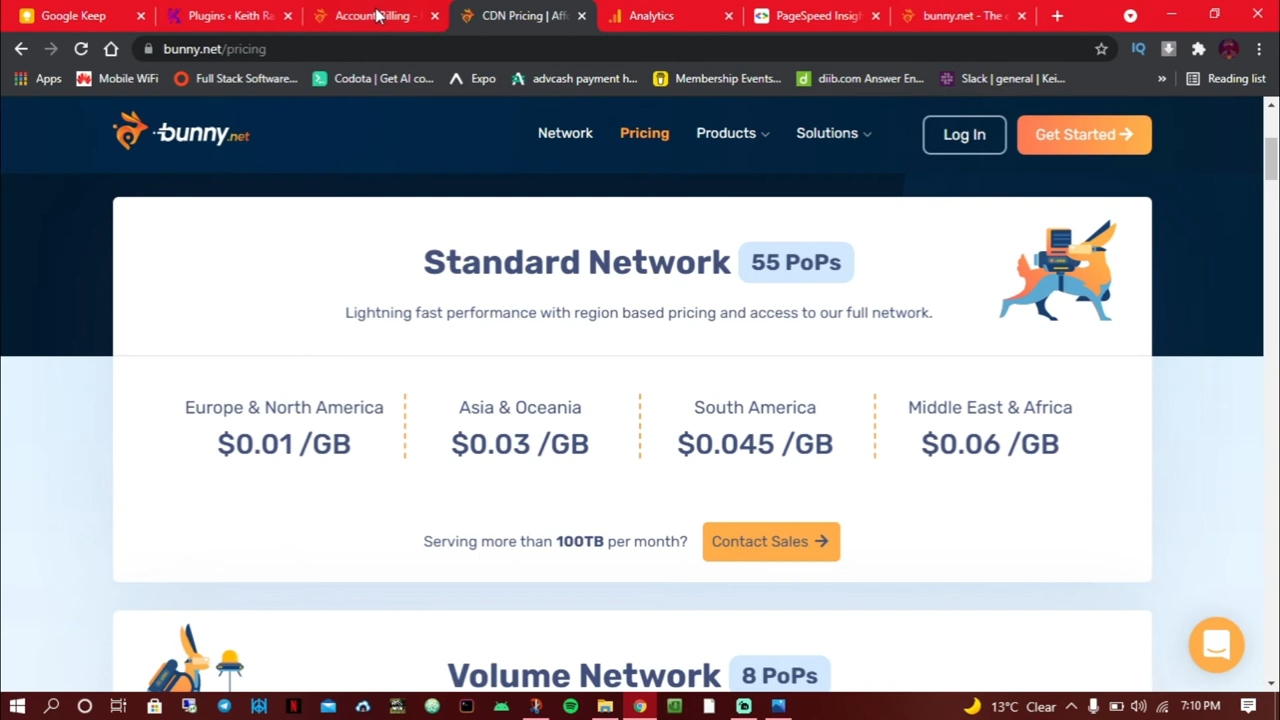 Google Keep
Plugins ‹ Keith Ra
Account Billing -
CDN Pricing | Affo
Analytics
PageSpeed Insigh
bunny.net - The c
bunny.net/pricing
IQ
Apps
Mobile WiFi
Full Stack Software...
Codota | Get AI co...
Expo
advcash payment h...
Membership Events...
diib.com Answer En...
Slack | general | Kei...
»
Reading list
bunny.net
Network
Pricing
Products
Solutions
Log In
Get Started →
Standard Network 55 PoPs
Lightning fast performance with region based pricing and access to our full network.
Europe & North America
Asia & Oceania
South America
Middle East & Africa
$0.01 /GB
$0.03 /GB
$0.045 /GB
$0.06 /GB
Serving more than 100TB per month?
Contact Sales →
Volume Network 8 PoPs
13°C Clear
7:10 PM